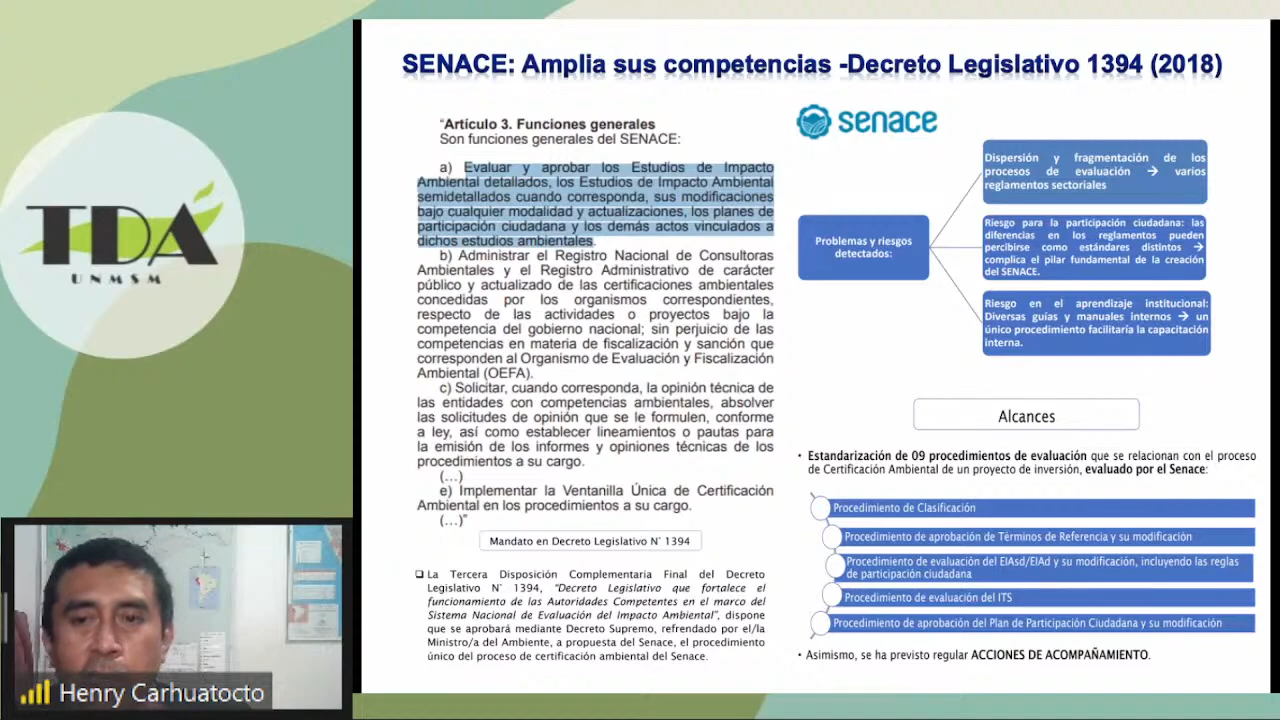 SENACE: Amplia sus competencias -Decreto Legislativo 1394 (2018)
TDA
UNMSM
“Artículo 3. Funciones generales
Son funciones generales del SENACE:
a) Evaluar y aprobar los Estudios de Impacto
Ambiental detallados, los Estudios de Impacto Ambiental
semidetallados cuando corresponda, sus modificaciones
bajo cualquier modalidad y actualizaciones, los planes de
participación ciudadana y los demás actos vinculados a
dichos estudios ambientales.
b) Administrar el Registro Nacional de Consultoras
Ambientales y el Registro Administrativo de carácter
público y actualizado de las certificaciones ambientales
concedidas por los organismos correspondientes,
respecto de las actividades o proyectos bajo la
competencia del gobierno nacional; sin perjuicio de las
competencias en materia de fiscalización y sanción que
corresponden al Organismo de Evaluación y Fiscalización
Ambiental (OEFA).
c) Solicitar, cuando corresponda, la opinión técnica de
las entidades con competencias ambientales, absolver
las solicitudes de opinión que se le formulen, conforme
a ley, así como establecer lineamientos o pautas para
la emisión de los informes y opiniones técnicas de los
procedimientos a su cargo.
(...)
e) Implementar la Ventanilla Única de Certificación
Ambiental en los procedimientos a su cargo.
(...)”
Mandato en Decreto Legislativo N° 1394
❑ La Tercera Disposición Complementaria Final del Decreto
Legislativo N° 1394, “Decreto Legislativo que fortalece el
funcionamiento de las Autoridades Competentes en el marco del
Sistema Nacional de Evaluación del Impacto Ambiental”, dispone
que se aprobará mediante Decreto Supremo, refrendado por el/la
Ministro/a del Ambiente, a propuesta del Senace, el procedimiento
único del proceso de certificación ambiental del Senace.
senace
Problemas y riesgos
detectados:
Dispersión y fragmentación de los
procesos de evaluación → varios
reglamentos sectoriales
Riesgo para la participación ciudadana: las
diferencias en los reglamentos pueden
percibirse como estándares distintos →
complica el pilar fundamental de la creación
del SENACE.
Riesgo en el aprendizaje institucional:
Diversas guías y manuales internos → un
único procedimiento facilitaría la capacitación
interna.
Alcances
• Estandarización de 09 procedimientos de evaluación que se relacionan con el proceso
de Certificación Ambiental de un proyecto de inversión, evaluado por el Senace:
Procedimiento de Clasificación
Procedimiento de aprobación de Términos de Referencia y su modificación
Procedimiento de evaluación del EIAsd/EIAd y su modificación, incluyendo las reglas
de participación ciudadana
Procedimiento de evaluación del ITS
Procedimiento de aprobación del Plan de Participación Ciudadana y su modificación
• Asimismo, se ha previsto regular ACCIONES DE ACOMPAÑAMIENTO.
Henry Carhuatocto